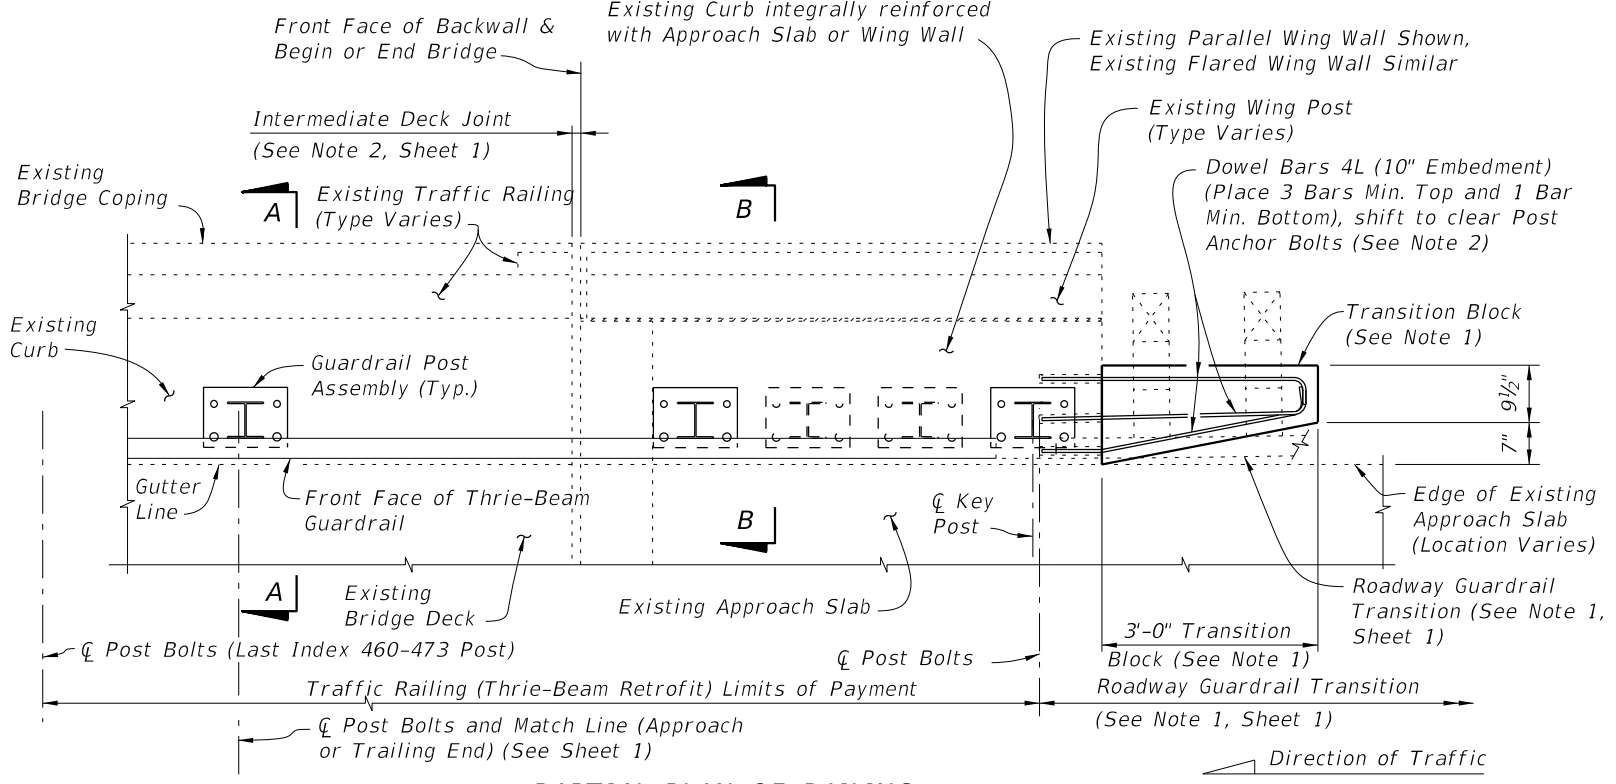 Front Face of Backwall &
Begin or End Bridge
Existing Curb integrally reinforced
with Approach Slab or Wing Wall
Existing Parallel Wing Wall Shown,
Existing Flared Wing Wall Similar
Intermediate Deck Joint
(See Note 2, Sheet 1)
Existing Wing Post
(Type Varies)
Existing
Bridge Coping
A
Existing Traffic Railing
(Type Varies)
B
Dowel Bars 4L (10" Embedment)
(Place 3 Bars Min. Top and 1 Bar
Min. Bottom), shift to clear Post
Anchor Bolts (See Note 2)
Existing
Curb
Guardrail Post
Assembly (Typ.)
Transition Block
(See Note 1)
9½"
7"
Gutter
Line
Front Face of Thrie-Beam
Guardrail
B
℄ Key
Post
Edge of Existing
Approach Slab
(Location Varies)
A
Existing
Bridge Deck
Existing Approach Slab
Roadway Guardrail
Transition (See Note 1,
Sheet 1)
3'-0" Transition
Block (See Note 1)
℄ Post Bolts (Last Index 460-473 Post)
℄ Post Bolts
Traffic Railing (Thrie-Beam Retrofit) Limits of Payment
Roadway Guardrail Transition
(See Note 1, Sheet 1)
℄ Post Bolts and Match Line (Approach
or Trailing End) (See Sheet 1)
Direction of Traffic